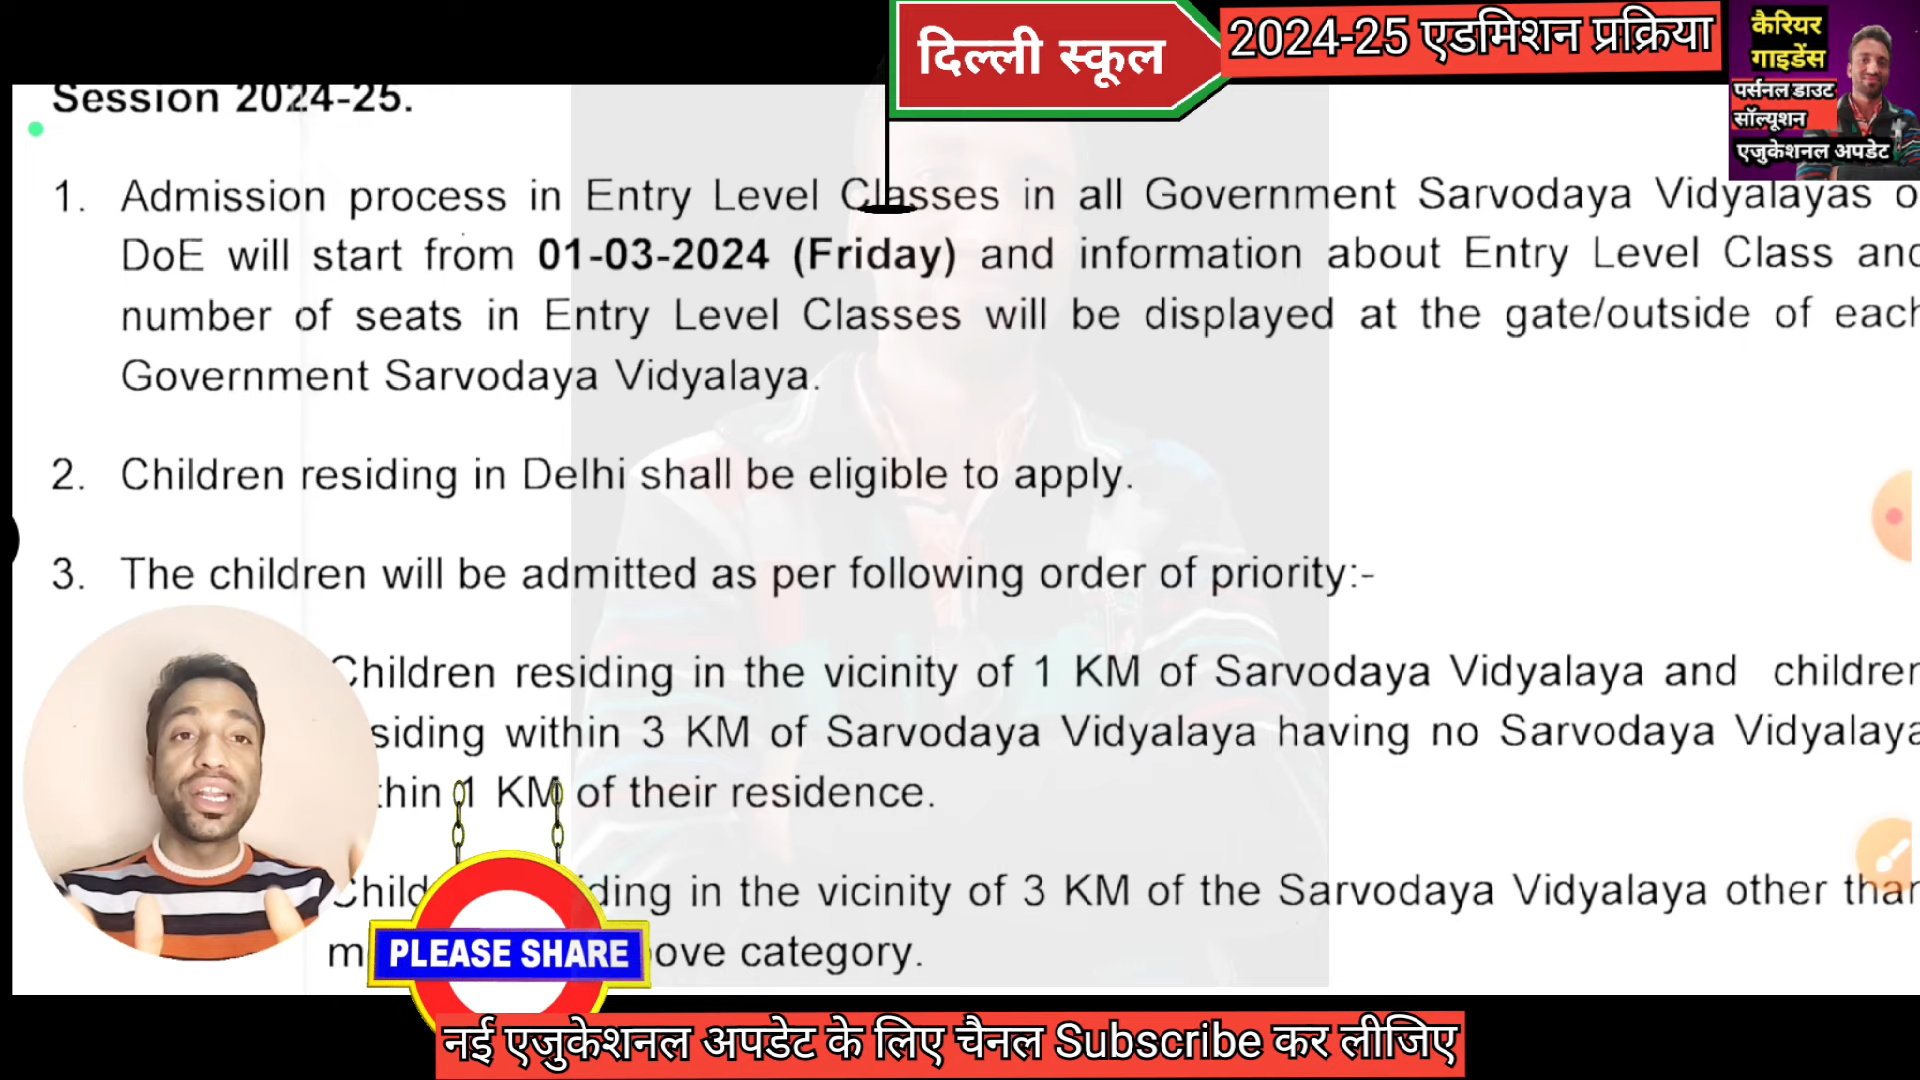 दिल्ली स्कूल
2024-25 एडमिशन प्रक्रिया
कैरियर
गाइडेंस
पर्सनल डाउट
सॉल्यूशन
एजुकेशनल अपडेट
Session 2024-25.
1. Admission process in Entry Level Classes in all Government Sarvodaya Vidyalayas
DoE will start from 01-03-2024 (Friday) and information about Entry Level Class and
number of seats in Entry Level Classes will be displayed at the gate/outside of each
Government Sarvodaya Vidyalaya.
2. Children residing in Delhi shall be eligible to apply.
3. The children will be admitted as per following order of priority:-
Children residing in the vicinity of 1 KM of Sarvodaya Vidyalaya and children
siding within 3 KM of Sarvodaya Vidyalaya having no Sarvodaya Vidyalaya
thin 1 KM of their residence.
Child ding in the vicinity of 3 KM of the Sarvodaya Vidyalaya other than
m ove category.
PLEASE SHARE
नई एजुकेशनल अपडेट के लिए चैनल Subscribe कर लीजिए